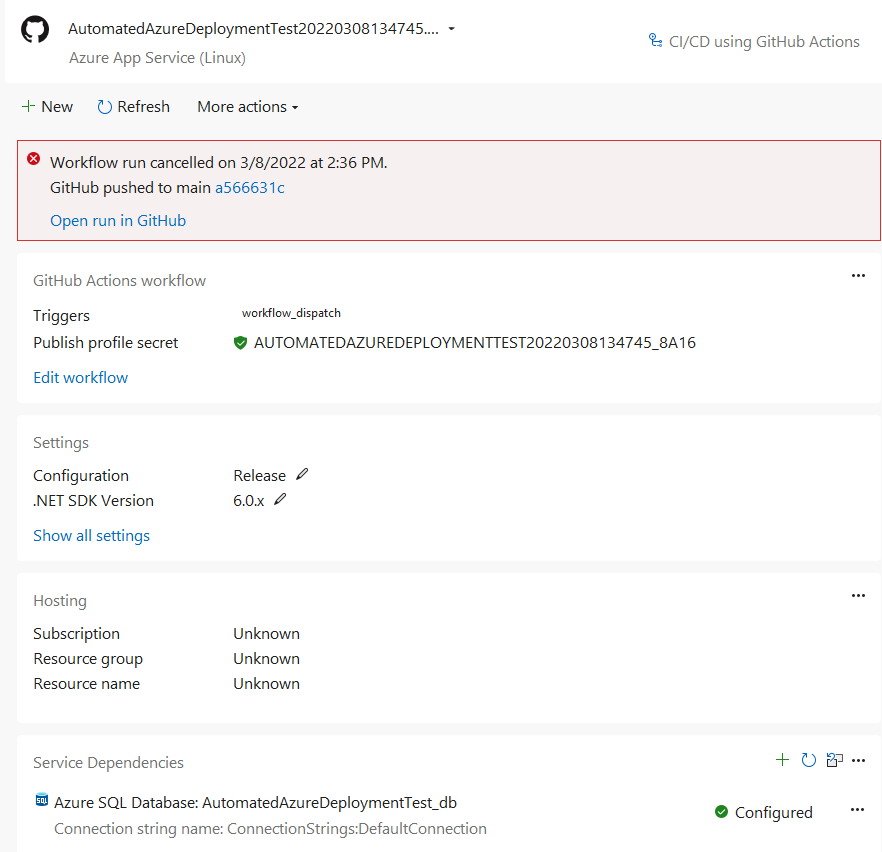 AutomatedAzureDeploymentTest20220308134745....
Azure App Service (Linux)
CI/CD using GitHub Actions
New Refresh More actions
Workflow run cancelled on 3/8/2022 at 2:36 PM.
GitHub pushed to main a566631c
Open run in GitHub
GitHub Actions workflow
Triggers workflow_dispatch
Publish profile secret AUTOMATEDAZUREDEPLOYMENTTEST20220308134745_8A16
Edit workflow
Settings
Configuration Release
.NET SDK Version 6.0.x
Show all settings
Hosting
Subscription Unknown
Resource group Unknown
Resource name Unknown
Service Dependencies
SQL Azure SQL Database: AutomatedAzureDeploymentTest_db
Configured
Connection string name: ConnectionStrings:DefaultConnection